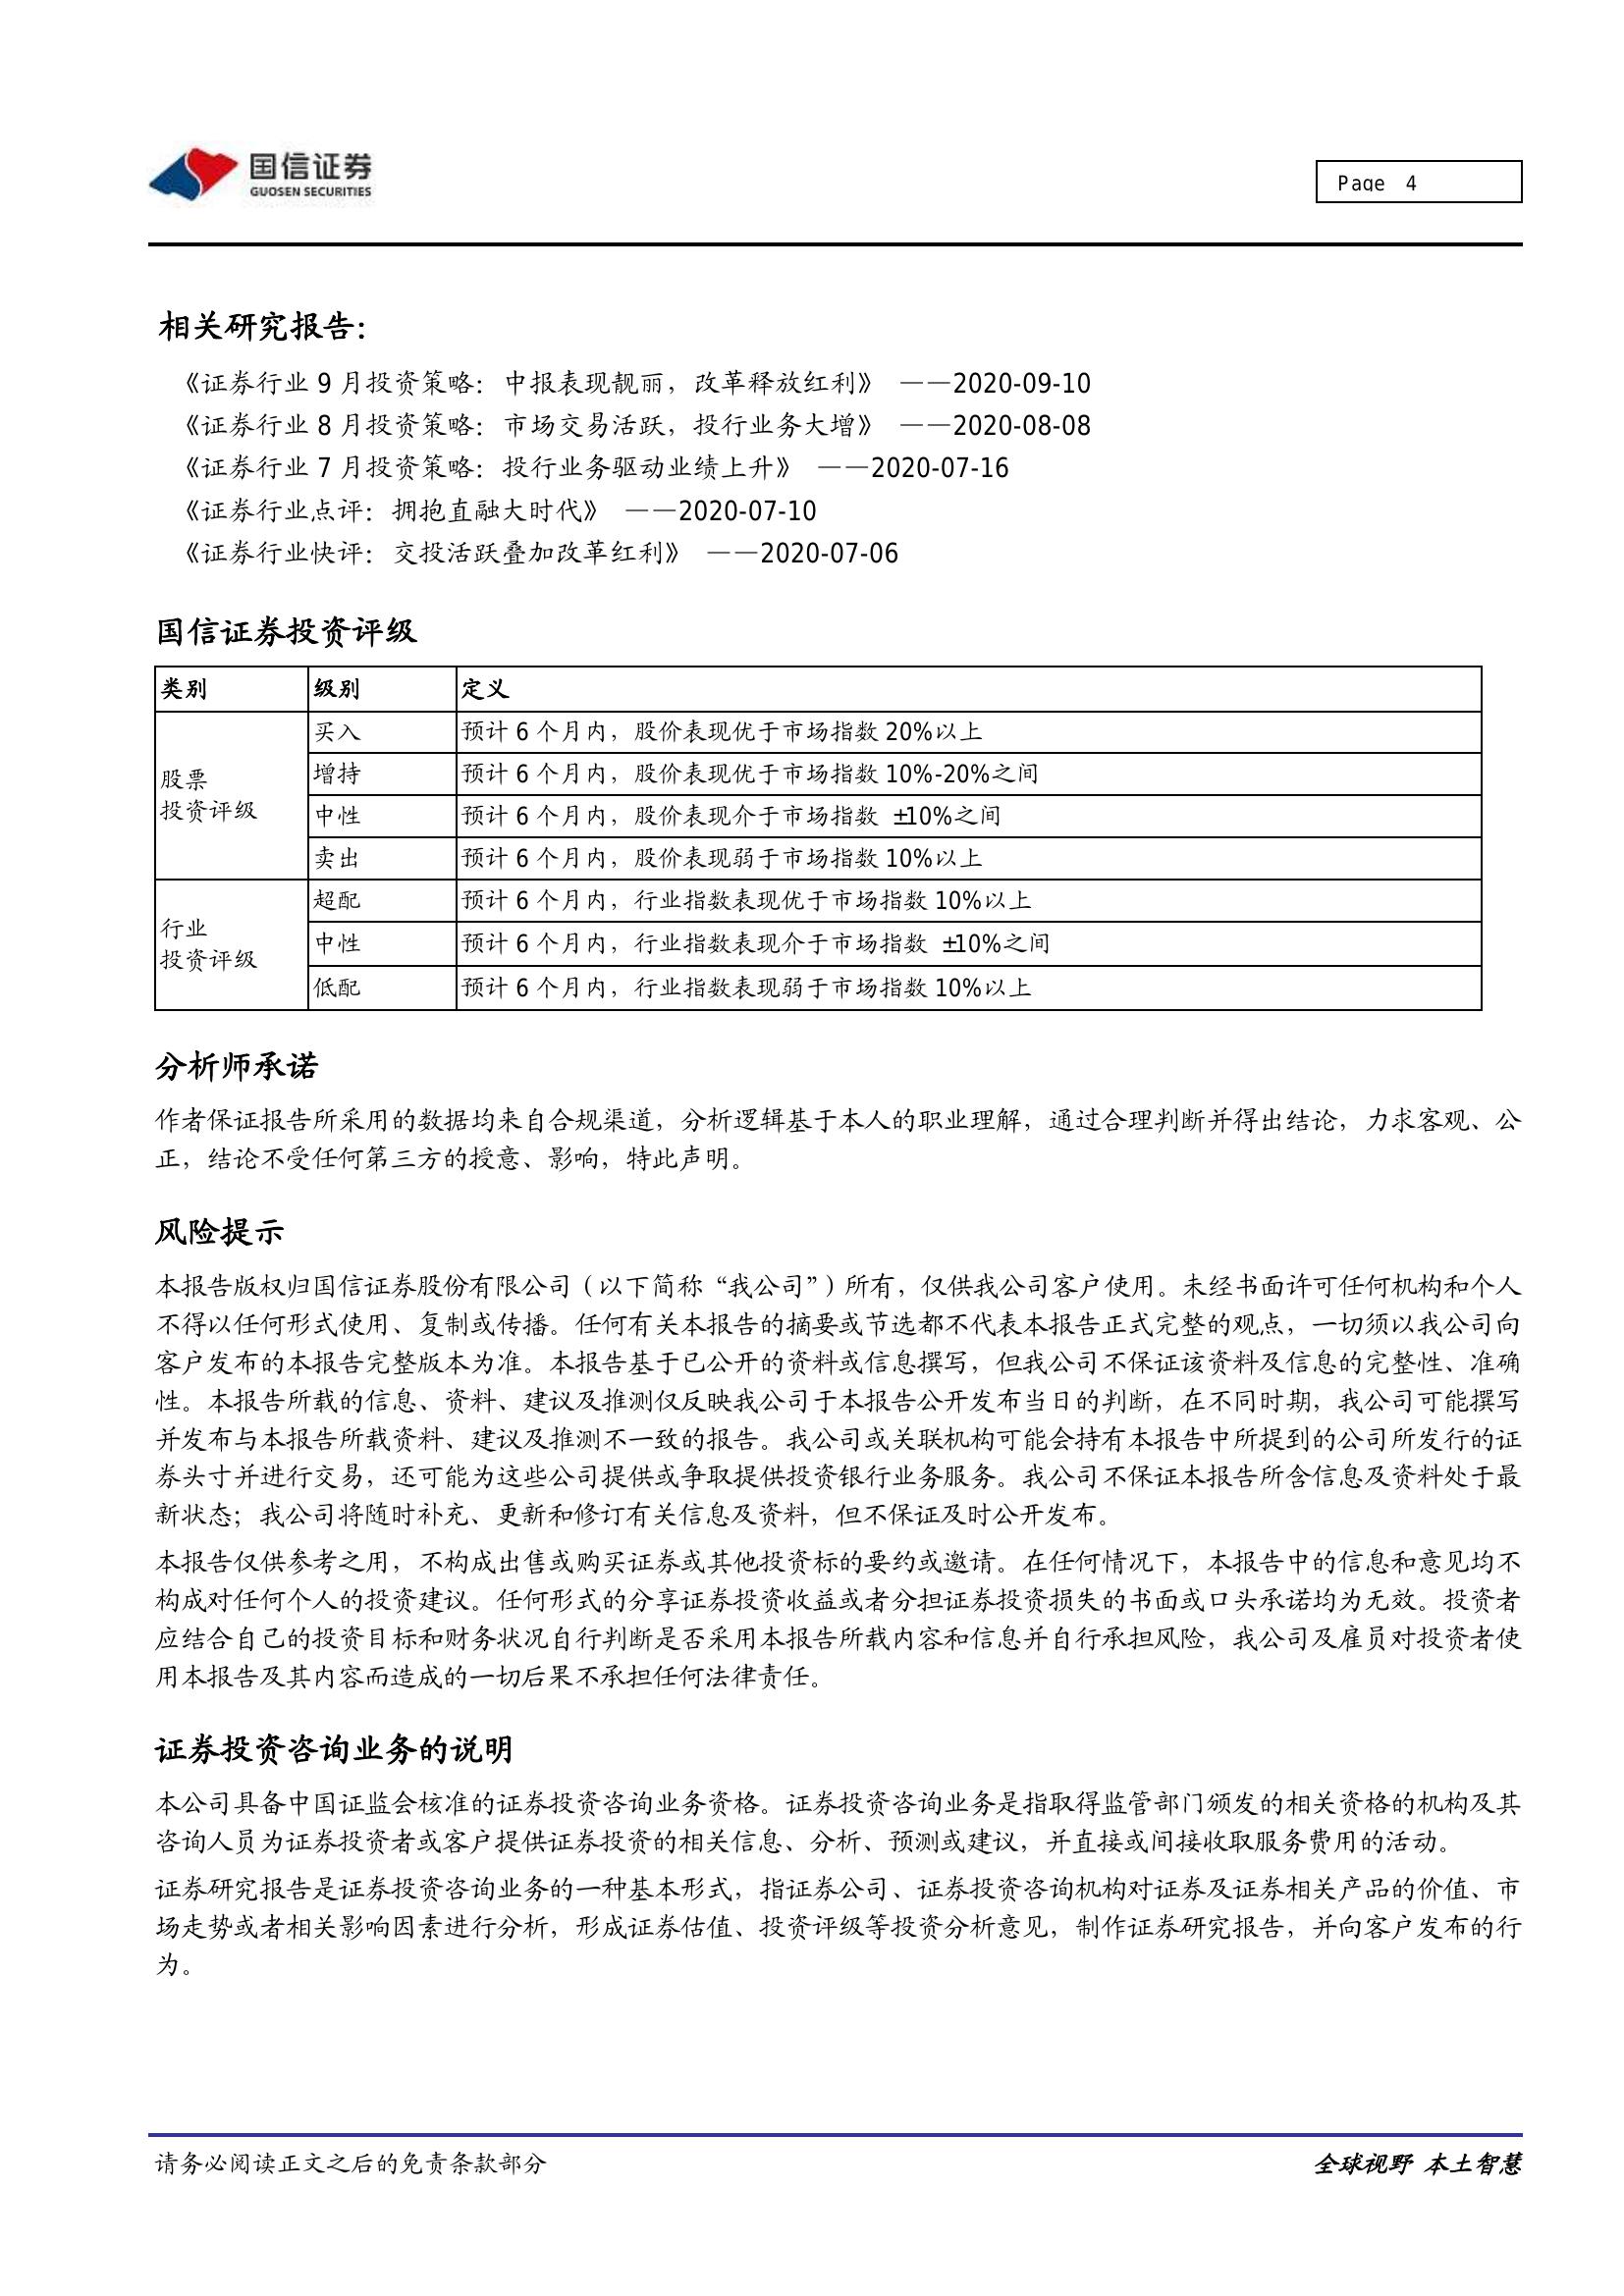 国信证券
GUOSEN SECURITIES
Page 4
相关研究报告：
《证券行业 9 月投资策略：中报表现靓丽，改革释放红利》 ——2020-09-10
《证券行业 8 月投资策略：市场交易活跃，投行业务大增》 ——2020-08-08
《证券行业 7 月投资策略：投行业务驱动业绩上升》 ——2020-07-16
《证券行业点评：拥抱直融大时代》 ——2020-07-10
《证券行业快评：交投活跃叠加改革红利》 ——2020-07-06
国信证券投资评级
类别 级别 定义
股票
投资评级
买入 预计 6 个月内，股价表现优于市场指数 20%以上
增持 预计 6 个月内，股价表现优于市场指数 10%-20%之间
中性 预计 6 个月内，股价表现介于市场指数 ±10%之间
卖出 预计 6 个月内，股价表现弱于市场指数 10%以上
行业
投资评级
超配 预计 6 个月内，行业指数表现优于市场指数 10%以上
中性 预计 6 个月内，行业指数表现介于市场指数 ±10%之间
低配 预计 6 个月内，行业指数表现弱于市场指数 10%以上
分析师承诺
作者保证报告所采用的数据均来自合规渠道，分析逻辑基于本人的职业理解，通过合理判断并得出结论，力求客观、公
正，结论不受任何第三方的授意、影响，特此声明。
风险提示
本报告版权归国信证券股份有限公司（以下简称“我公司”）所有，仅供我公司客户使用。未经书面许可任何机构和个人
不得以任何形式使用、复制或传播。任何有关本报告的摘要或节选都不代表本报告正式完整的观点，一切须以我公司向
客户发布的本报告完整版本为准。本报告基于已公开的资料或信息撰写，但我公司不保证该资料及信息的完整性、准确
性。本报告所载的信息、资料、建议及推测仅反映我公司于本报告公开发布当日的判断，在不同时期，我公司可能撰写
并发布与本报告所载资料、建议及推测不一致的报告。我公司或关联机构可能会持有本报告中所提到的公司所发行的证
券头寸并进行交易，还可能为这些公司提供或争取提供投资银行业务服务。我公司不保证本报告所含信息及资料处于最
新状态；我公司将随时补充、更新和修订有关信息及资料，但不保证及时公开发布。
本报告仅供参考之用，不构成出售或购买证券或其他投资标的要约或邀请。在任何情况下，本报告中的信息和意见均不
构成对任何个人的投资建议。任何形式的分享证券投资收益或者分担证券投资损失的书面或口头承诺均为无效。投资者
应结合自己的投资目标和财务状况自行判断是否采用本报告所载内容和信息并自行承担风险，我公司及雇员对投资者使
用本报告及其内容而造成的一切后果不承担任何法律责任。
证券投资咨询业务的说明
本公司具备中国证监会核准的证券投资咨询业务资格。证券投资咨询业务是指取得监管部门颁发的相关资格的机构及其
咨询人员为证券投资者或客户提供证券投资的相关信息、分析、预测或建议，并直接或间接收取服务费用的活动。
证券研究报告是证券投资咨询业务的一种基本形式，指证券公司、证券投资咨询机构对证券及证券相关产品的价值、市
场走势或者相关影响因素进行分析，形成证券估值、投资评级等投资分析意见，制作证券研究报告，并向客户发布的行
为。
请务必阅读正文之后的免责条款部分
全球视野 本土智慧